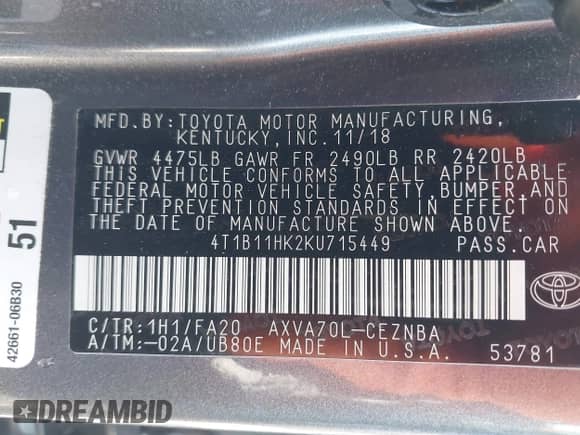 MFD.BY:TOYOTA MOTOR MANUFACTURING,
KENTUCKY,INC.11/18
GVWR 4475LB GAWR FR 2490LB RR 2420LB
THIS VEHICLE CONFORMS TO ALL APPLICABLE
FEDERAL MOTOR VEHICLE SAFETY,BUMPER,AND
THEFT PREVENTION STANDARDS IN EFFECT ON
THE DATE OF MANUFACTURE SHOWN ABOVE.
4T1B11HK2KU715449 PASS.CAR
C/TR:1H1/FA20 AXVA70L-CEZNBA
A/TM:-02A/UB80E MADE IN U.S.A. 53781
51
42661-06B30
DREAMBID